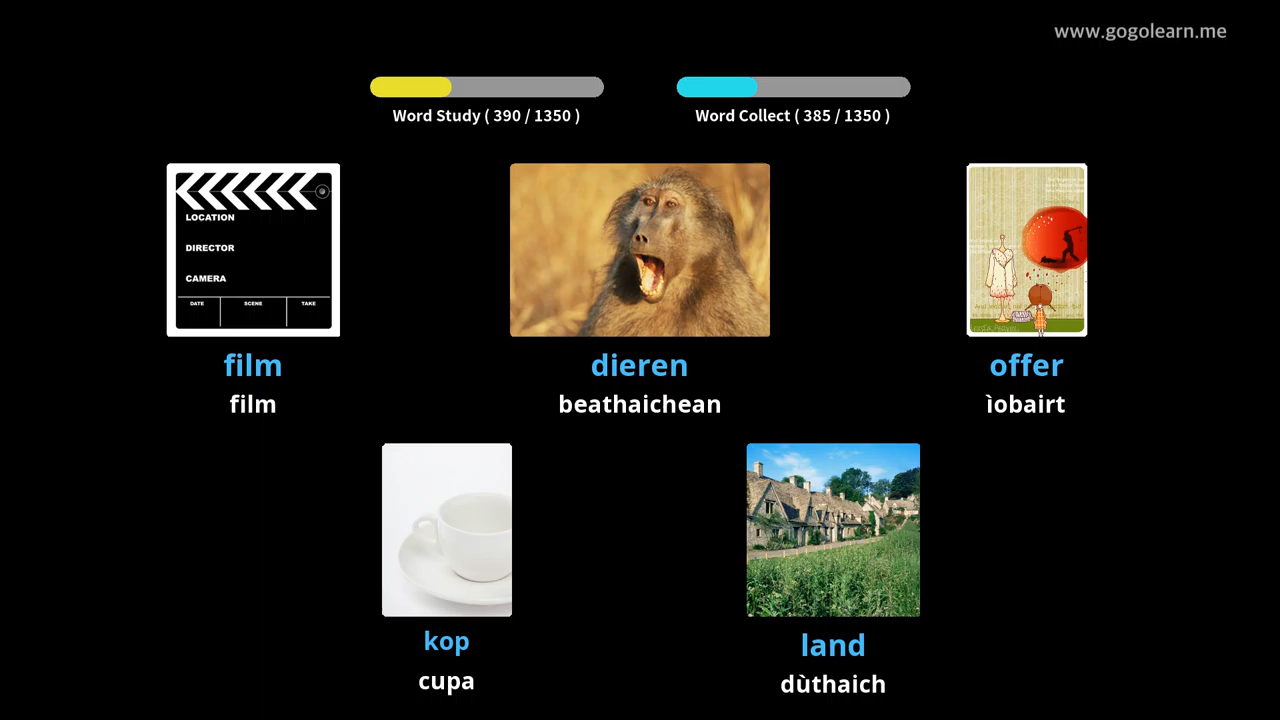 www.gogolearn.me
Word Study ( 390 / 1350 )
Word Collect ( 385 / 1350 )
LOCATION
DIRECTOR
CAMERA
DATE
SCENE
TAKE
film
film
dieren
beathaichean
offer
ìobairt
kop
cupa
land
dùthaich